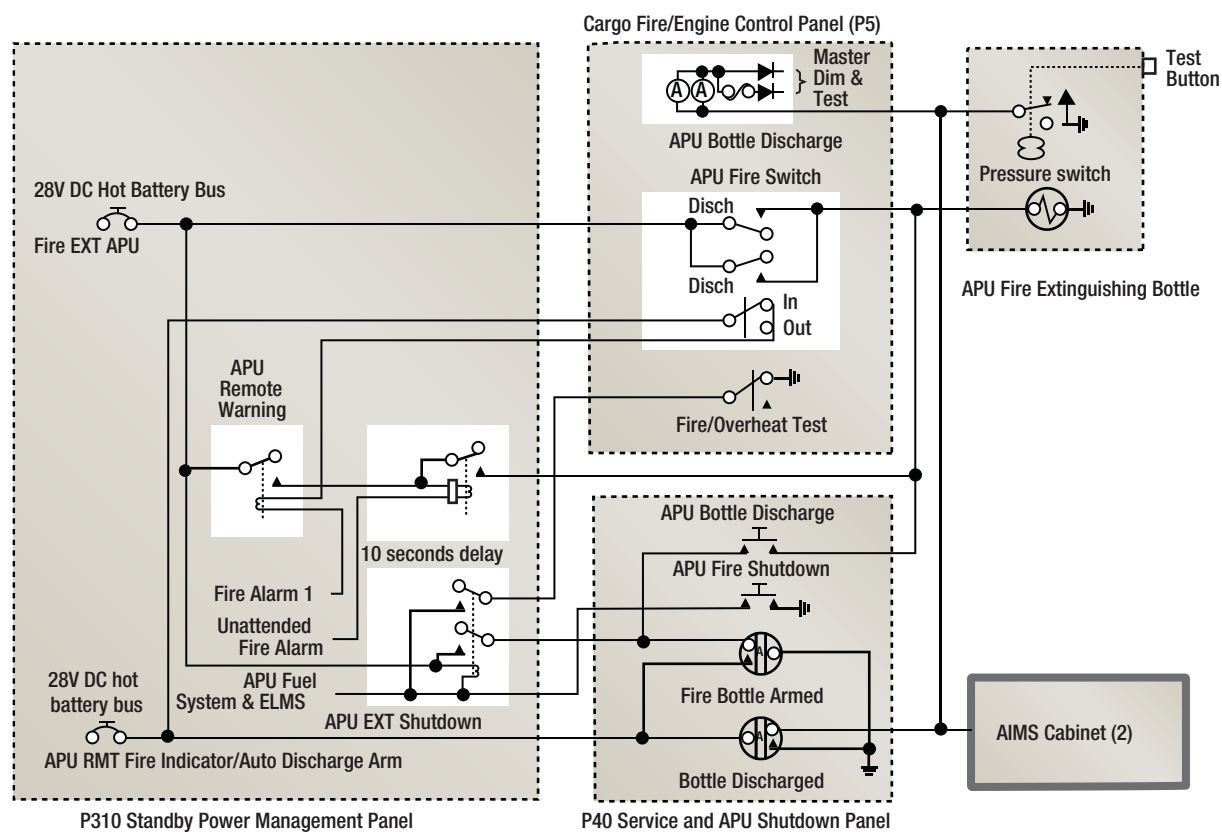 Cargo Fire/Engine Control Panel (P5)
Master
Dim &
Test
A A
APU Bottle Discharge
Test
Button
Pressure switch
APU Fire Extinguishing Bottle
28V DC Hot Battery Bus
Fire EXT APU
APU Fire Switch
Disch
Disch
In
Out
Fire/Overheat Test
APU
Remote
Warning
10 seconds delay
Fire Alarm 1
Unattended
Fire Alarm
APU Fuel
System & ELMS
APU EXT Shutdown
28V DC hot
battery bus
APU RMT Fire Indicator/Auto Discharge Arm
P310 Standby Power Management Panel
APU Bottle Discharge
APU Fire Shutdown
A
Fire Bottle Armed
A
Bottle Discharged
P40 Service and APU Shutdown Panel
AIMS Cabinet (2)